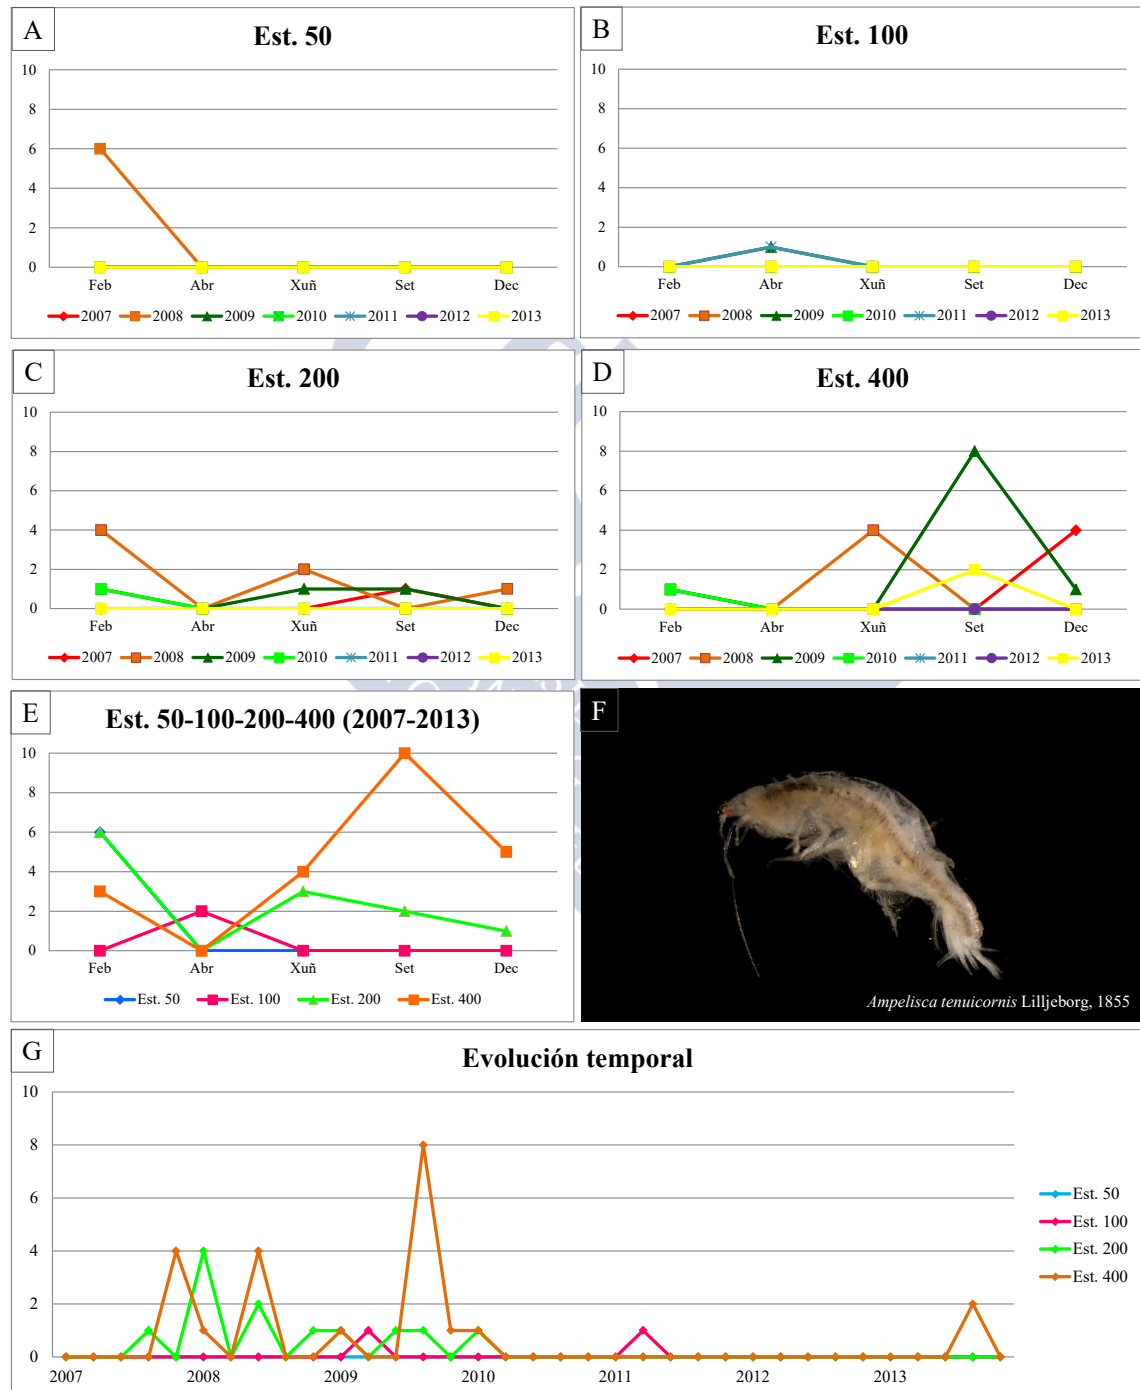 A
Est. 50
10
8
6
4
2
0
Feb Abr Xuñ Set Dec
2007 2008 2009 2010 2011 2012 2013
B
Est. 100
10
8
6
4
2
0
Feb Abr Xuñ Set Dec
2007 2008 2009 2010 2011 2012 2013
C
Est. 200
10
8
6
4
2
0
Feb Abr Xuñ Set Dec
2007 2008 2009 2010 2011 2012 2013
D
Est. 400
10
8
6
4
2
0
Feb Abr Xuñ Set Dec
2007 2008 2009 2010 2011 2012 2013
E
Est. 50-100-200-400 (2007-2013)
10
8
6
4
2
0
Feb Abr Xuñ Set Dec
Est. 50 Est. 100 Est. 200 Est. 400
F
Ampelisca tenuicornis Lilljeborg, 1855
G
Evolución temporal
10
8
6
4
2
0
2007 2008 2009 2010 2011 2012 2013
Est. 50
Est. 100
Est. 200
Est. 400